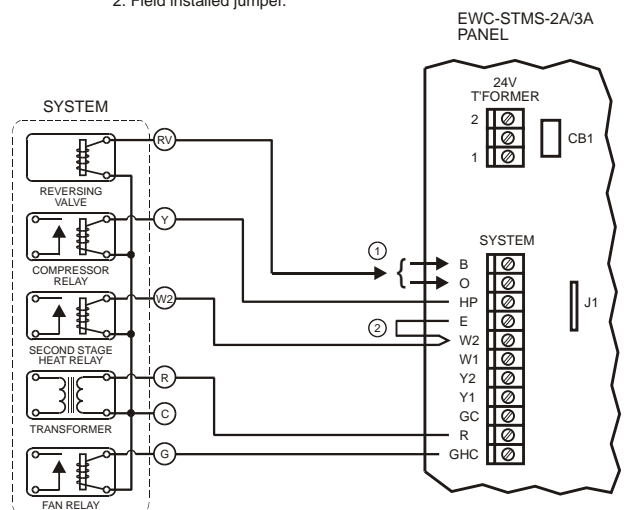 2. Field installed jumper.
EWC-STMS-2A/3A
PANEL
24V
T'FORMER
2
1
CB1
SYSTEM
RV
REVERSING
VALVE
Y
COMPRESSOR
RELAY
W2
SECOND STAGE
HEAT RELAY
R
TRANSFORMER
C
G
FAN RELAY
1
2
SYSTEM
B
O
HP
E
W2
W1
Y2
Y1
GC
R
GHC
J1